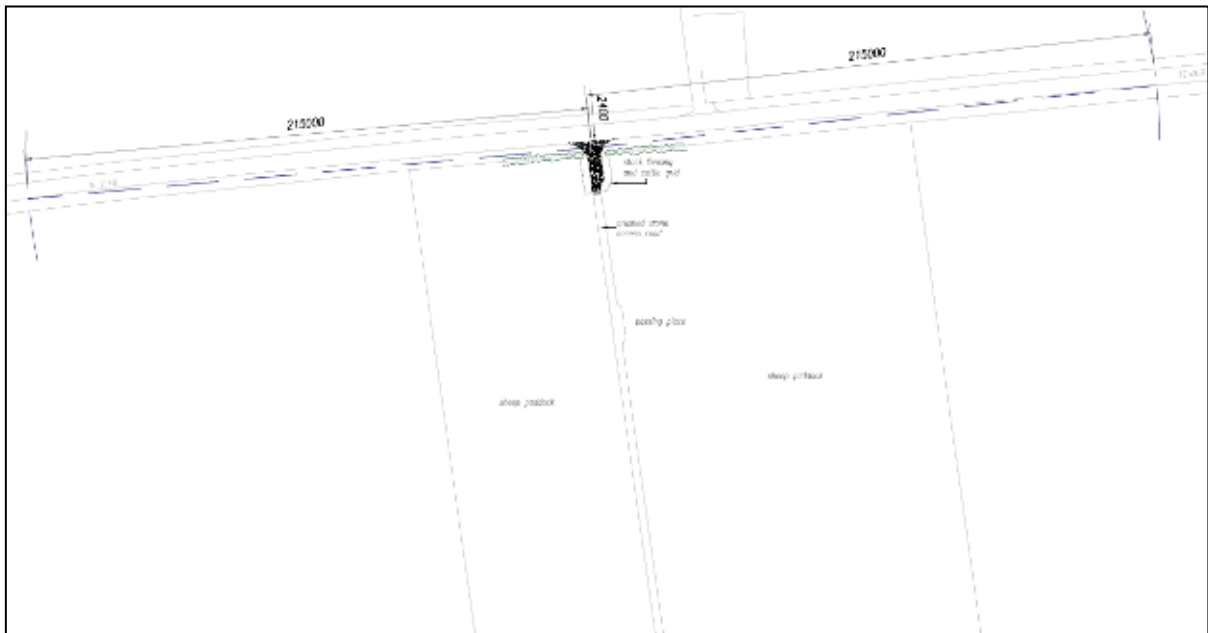 215000
215000
2400
stock fencing
and cattle grid
crushed stone
access road
passing place
sheep paddock
sheep paddock